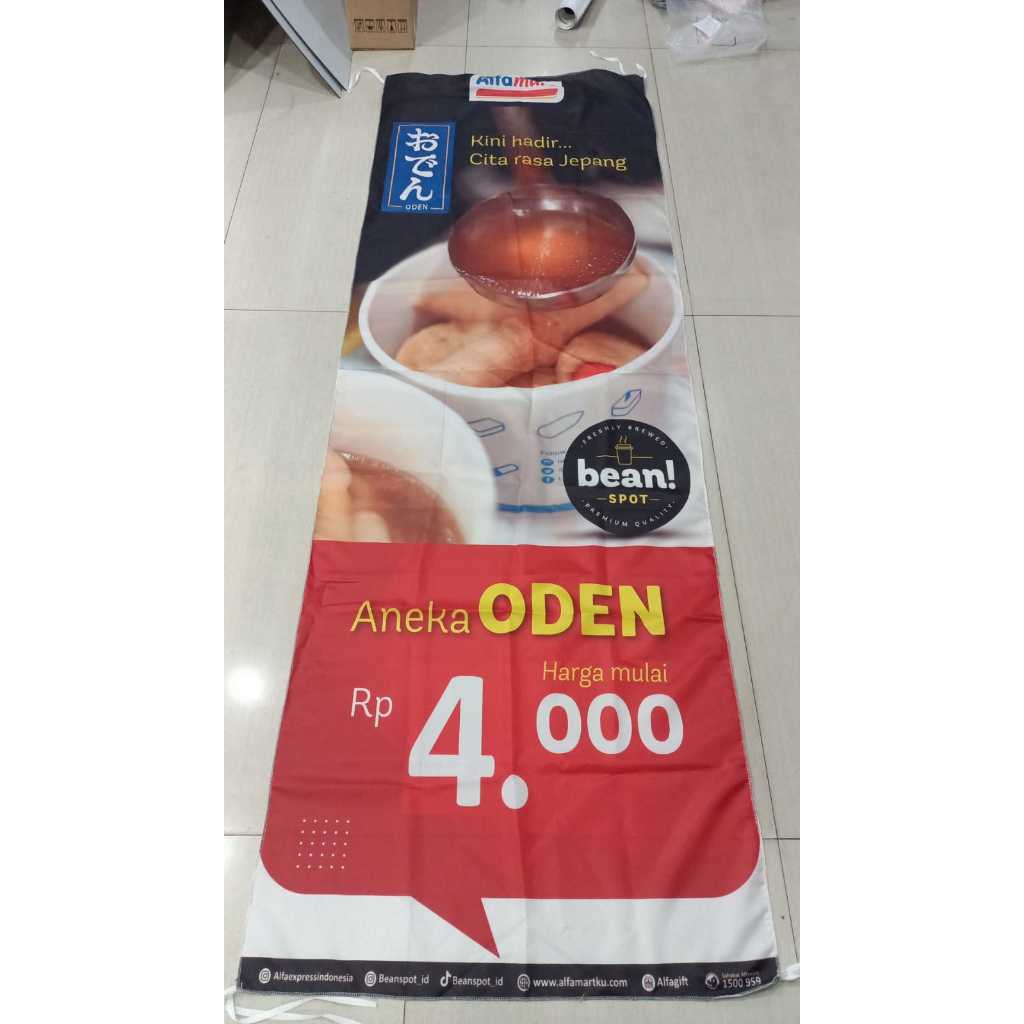 Alfamart
おでん
ODEN
Kini hadir...
Cita rasa Jepang
FRESHLY BREWED
bean!
SPOT
PREMIUM QUALITY
Aneka ODEN
Harga mulai
Rp 4.000
Alfaexpressindonesia Beanspot_id Beanspot_id www.alfamartku.com Alfagift 1500 959